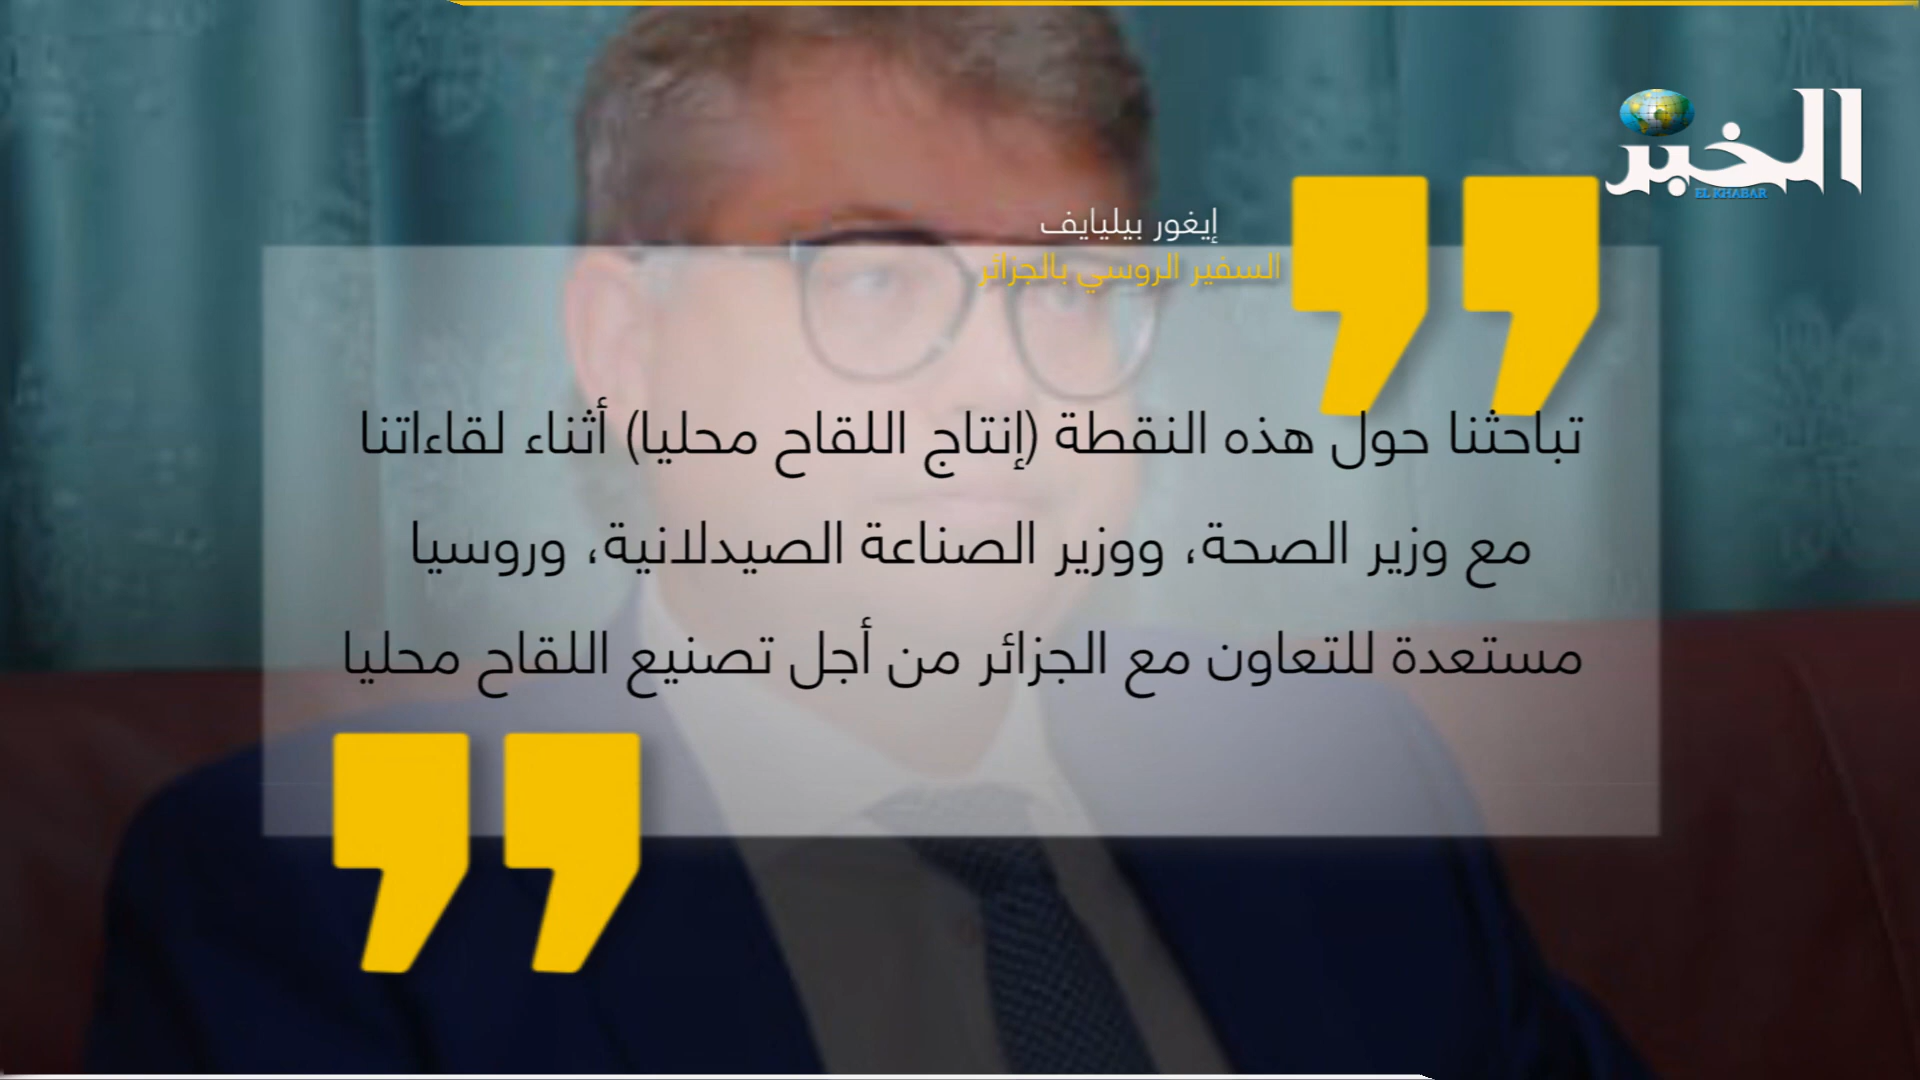 الخبر
EL KHABAR
إيغور بيليايف
السفير الروسي بالجزائر
تباحثنا حول هذه النقطة (إنتاج اللقاح محليا) أثناء لقاءاتنا
مع وزير الصحة، ووزير الصناعة الصيدلانية، وروسيا
مستعدة للتعاون مع الجزائر من أجل تصنيع اللقاح محليا